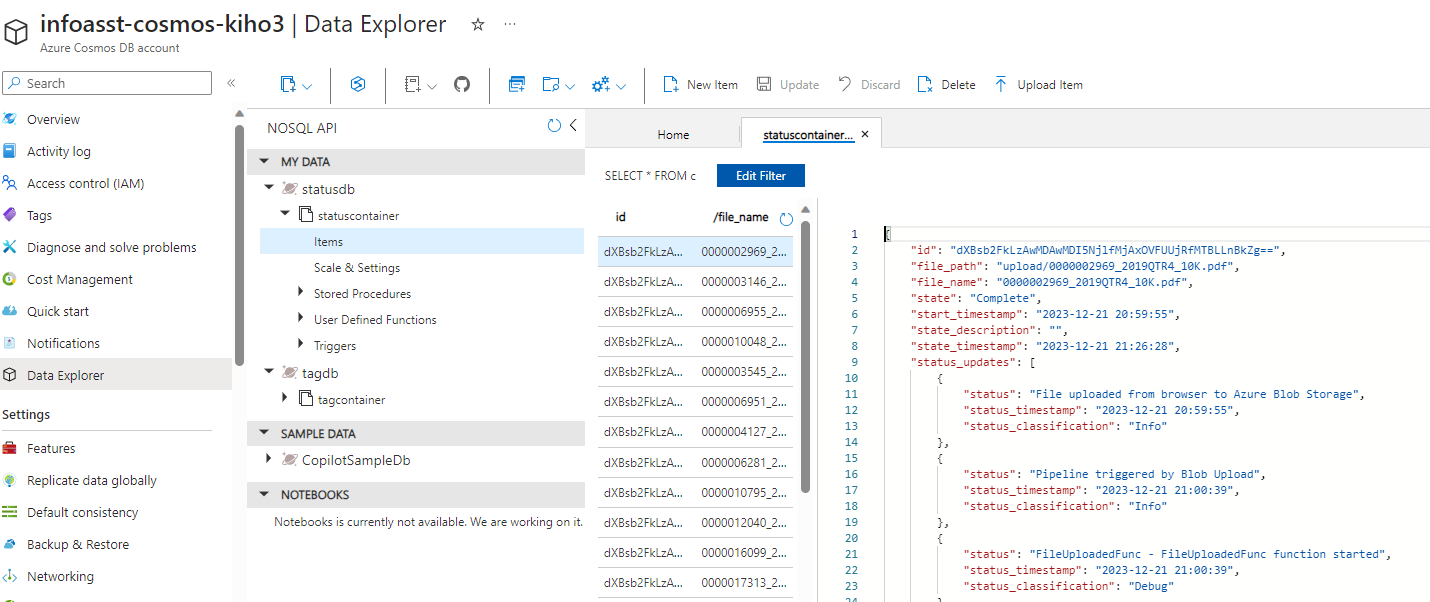 infoasst-cosmos-kiho3 | Data Explorer
Azure Cosmos DB account
Search
Overview
Activity log
Access control (IAM)
Tags
Diagnose and solve problems
Cost Management
Quick start
Notifications
Data Explorer
Settings
Features
Replicate data globally
Default consistency
Backup & Restore
Networking
New Item
Update
Discard
Delete
Upload Item
NOSQL API
MY DATA
statusdb
statuscontainer
Items
Scale & Settings
Stored Procedures
User Defined Functions
Triggers
tagdb
tagcontainer
SAMPLE DATA
CopilotSampleDb
NOTEBOOKS
Notebooks is currently not available. We are working on it.
Home
statuscontainer...
SELECT * FROM c
Edit Filter
id /file_name
dXBsb2FkLzA... 0000002969_2...
dXBsb2FkLzA... 0000003146_2...
dXBsb2FkLzA... 0000006955_2...
dXBsb2FkLzA... 0000010048_2...
dXBsb2FkLzA... 0000003545_2...
dXBsb2FkLzA... 0000006951_2...
dXBsb2FkLzA... 0000004127_2...
dXBsb2FkLzA... 0000006281_2...
dXBsb2FkLzA... 0000010795_2...
dXBsb2FkLzA... 0000012040_2...
dXBsb2FkLzA... 0000016099_2...
dXBsb2FkLzA... 0000017313_2...
1 {
2 "id": "dXBsb2FkLzAwMDAwMDI5NjlfMjAxOVFUUjRfMTBLLnBkZg==",
3 "file_path": "upload/0000002969_2019QTR4_10K.pdf",
4 "file_name": "0000002969_2019QTR4_10K.pdf",
5 "state": "Complete",
6 "start_timestamp": "2023-12-21 20:59:55",
7 "state_description": "",
8 "state_timestamp": "2023-12-21 21:26:28",
9 "status_updates": [
10 {
11 "status": "File uploaded from browser to Azure Blob Storage",
12 "status_timestamp": "2023-12-21 20:59:55",
13 "status_classification": "Info"
14 },
15 {
16 "status": "Pipeline triggered by Blob Upload",
17 "status_timestamp": "2023-12-21 21:00:39",
18 "status_classification": "Info"
19 },
20 {
21 "status": "FileUploadedFunc - FileUploadedFunc function started",
22 "status_timestamp": "2023-12-21 21:00:39",
23 "status_classification": "Debug"
24